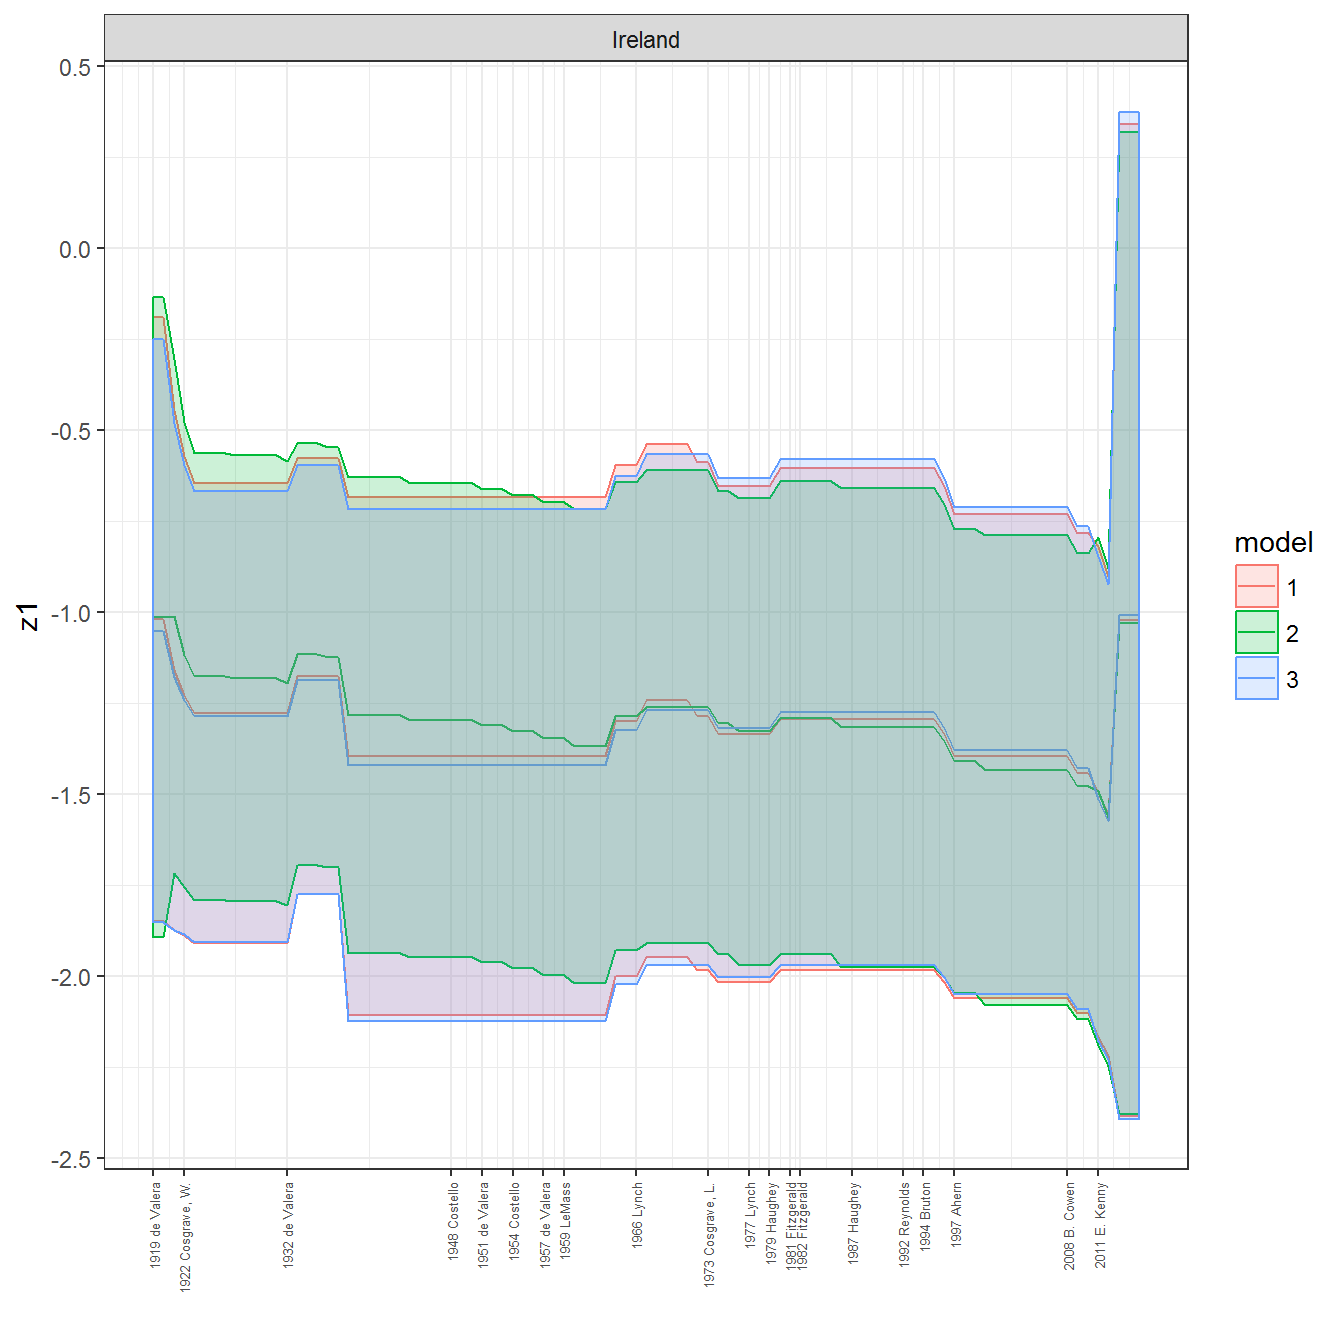 Ireland
0.5
0.0
-0.5
-1.0
-1.5
-2.0
-2.5
z1
1919 de Valera
1922 Cosgrave, W.
1932 de Valera
1948 Costello
1951 de Valera
1954 Costello
1957 de Valera
1959 LeMass
1966 Lynch
1973 Cosgrave, L.
1977 Lynch
1979 Haughey
1981 Fitzgerald
1982 Fitzgerald
1987 Haughey
1992 Reynolds
1994 Bruton
1997 Ahern
2008 B. Cowen
2011 E. Kenny
model
1
2
3